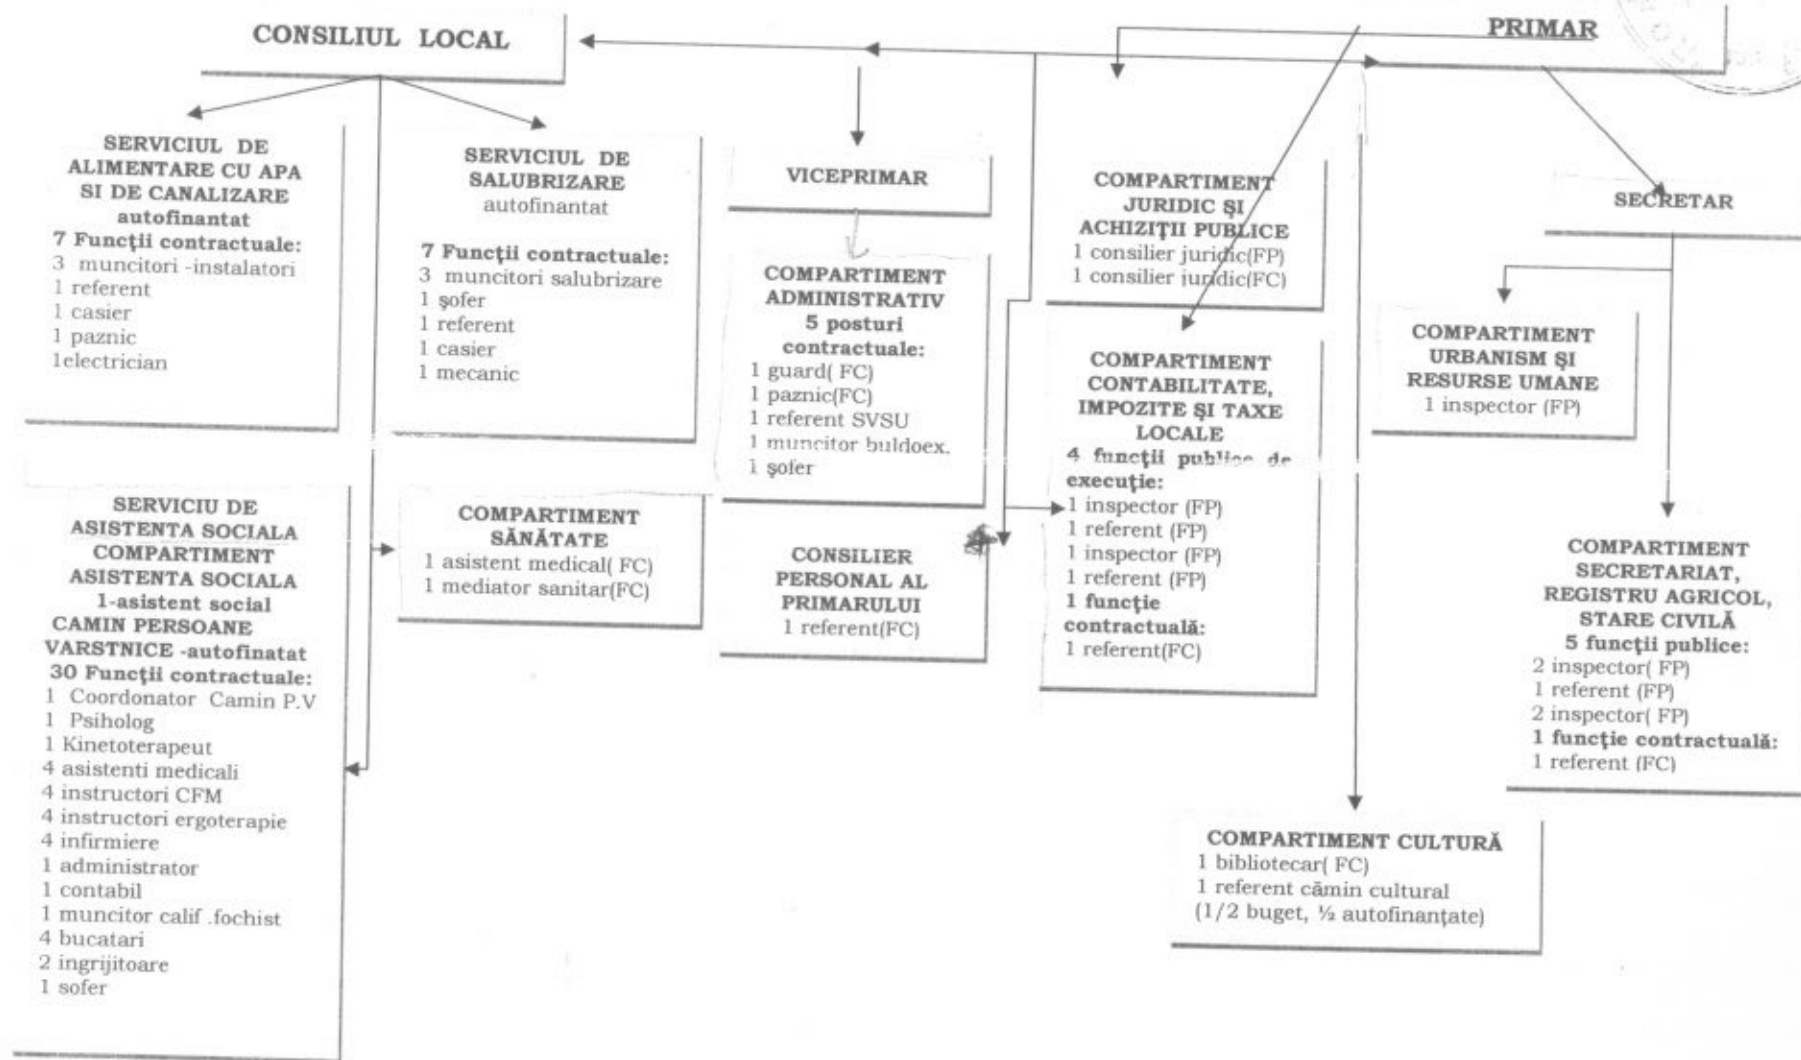 CONSILIUL LOCAL
PRIMAR
SERVICIUL DE
ALIMENTARE CU APA
SI DE CANALIZARE
autofinantat
7 Funcţii contractuale:
3 muncitori -instalatori
1 referent
1 casier
1 paznic
1electrician
SERVICIUL DE
SALUBRIZARE
autofinantat
7 Funcţii contractuale:
3 muncitori salubrizare
1 şofer
1 referent
1 casier
1 mecanic
VICEPRIMAR
COMPARTIMENT
ADMINISTRATIV
5 posturi
contractuale:
1 guard( FC)
1 paznic(FC)
1 referent SVSU
1 muncitor buldoex.
1 şofer
COMPARTIMENT
JURIDIC ŞI
ACHIZIŢII PUBLICE
1 consilier juridic(FP)
1 consilier juridic(FC)
SECRETAR
COMPARTIMENT
CONTABILITATE,
IMPOZITE ŞI TAXE
LOCALE
4 funcţii publice de
execuţie:
1 inspector (FP)
1 referent (FP)
1 inspector (FP)
1 referent (FP)
1 funcţie
contractuală:
1 referent(FC)
COMPARTIMENT
URBANISM ŞI
RESURSE UMANE
1 inspector (FP)
SERVICIU DE
ASISTENTA SOCIALA
COMPARTIMENT
ASISTENTA SOCIALA
1-asistent social
CAMIN PERSOANE
VARSTNICE -autofinatat
30 Funcţii contractuale:
1 Coordonator Camin P.V
1 Psiholog
1 Kinetoterapeut
4 asistenti medicali
4 instructori CFM
4 instructori ergoterapie
4 infirmiere
1 administrator
1 contabil
1 muncitor calif .fochist
4 bucatari
2 ingrijitoare
1 sofer
COMPARTIMENT
SĂNĂTATE
1 asistent medical( FC)
1 mediator sanitar(FC)
CONSILIER
PERSONAL AL
PRIMARULUI
1 referent(FC)
COMPARTIMENT
SECRETARIAT,
REGISTRU AGRICOL,
STARE CIVILĂ
5 funcţii publice:
2 inspector( FP)
1 referent (FP)
2 inspector( FP)
1 funcţie contractuală:
1 referent (FC)
COMPARTIMENT CULTURĂ
1 bibliotecar( FC)
1 referent cămin cultural
(1/2 buget, ½ autofinanţate)